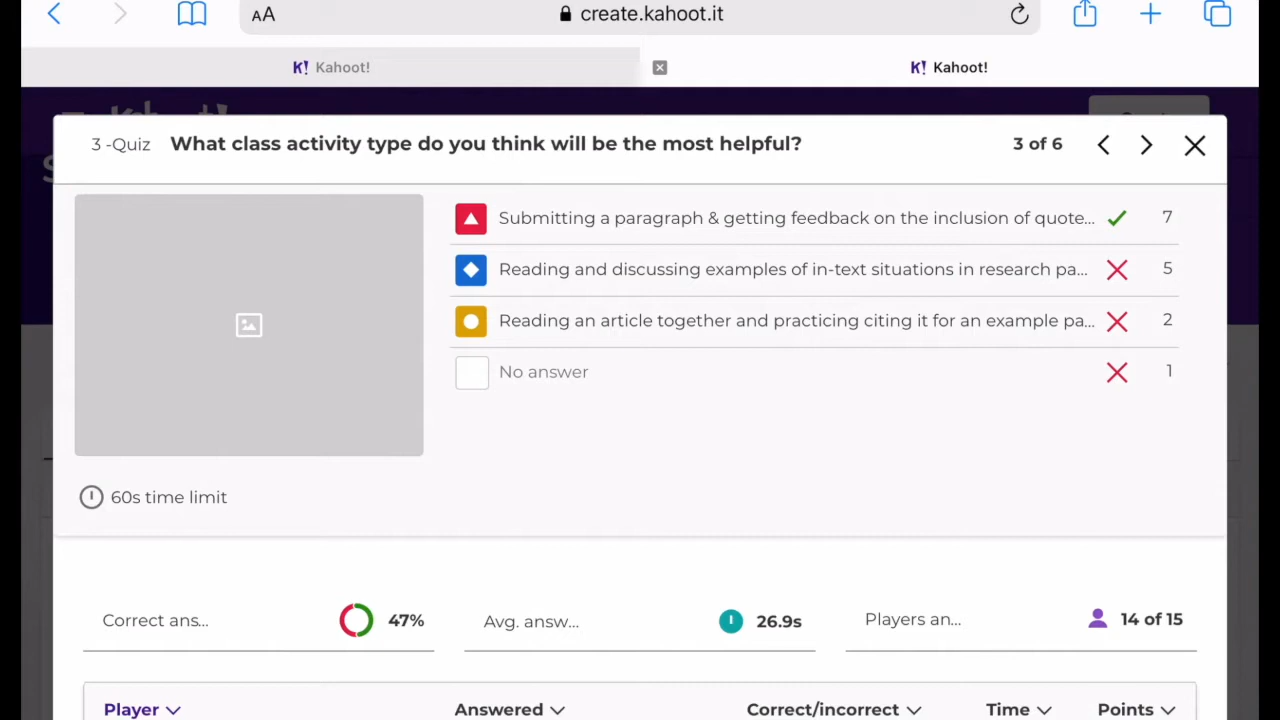 AA
create.kahoot.it
K! Kahoot!
K! Kahoot!
3 -Quiz What class activity type do you think will be the most helpful? 3 of 6
Submitting a paragraph & getting feedback on the inclusion of quote... 7
Reading and discussing examples of in-text situations in research pa... 5
Reading an article together and practicing citing it for an example pa... 2
No answer 1
60s time limit
Correct ans... 47%
Avg. answ... 26.9s
Players an... 14 of 15
Player Answered Correct/incorrect Time Points